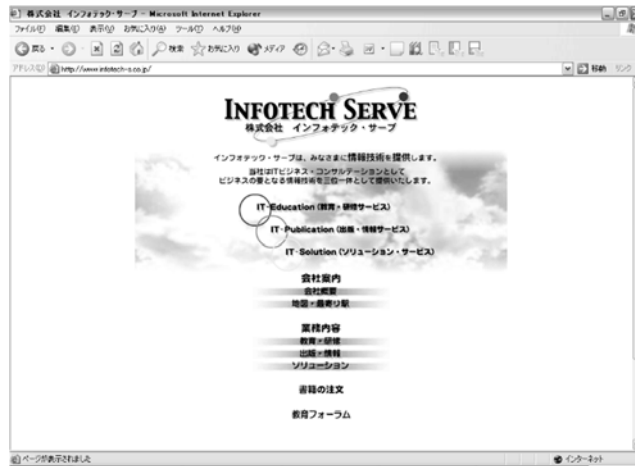 株式会社 インフォテック・サーブ - Microsoft Internet Explorer
ファイル(F) 編集(E) 表示(V) お気に入り(A) ツール(T) ヘルプ(H)
戻る 検索 お気に入り メディア
アドレス(D) http://www.infotech-s.co.jp/ 移動 リンク
INFOTECH SERVE
株式会社 インフォテック・サーブ
インフォテック・サーブは、みなさまに情報技術を提供します。
当社はITビジネス・コンサルテーションとして
ビジネスの要となる情報技術を三位一体として提供いたします。
IT-Education (教育・研修サービス)
IT-Publication (出版・情報サービス)
IT-Solution (ソリューション・サービス)
会社案内
会社概要
地図・最寄り駅
業務内容
教育・研修
出版・情報
ソリューション
書籍の注文
教育フォーラム
ページが表示されました インターネット